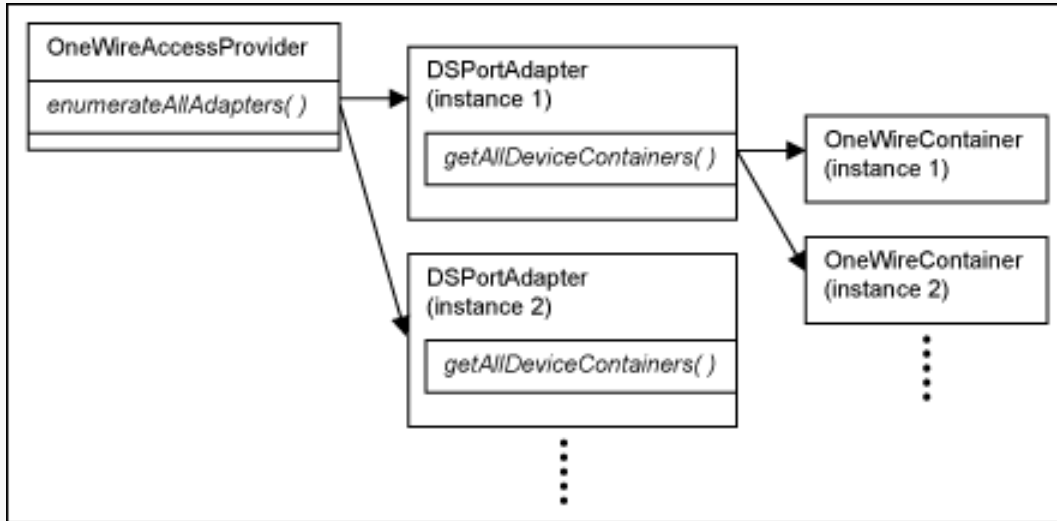 OneWireAccessProvider
enumerateAllAdapters( )
DSPortAdapter
(instance 1)
getAllDeviceContainers( )
OneWireContainer
(instance 1)
OneWireContainer
(instance 2)
DSPortAdapter
(instance 2)
getAllDeviceContainers( )